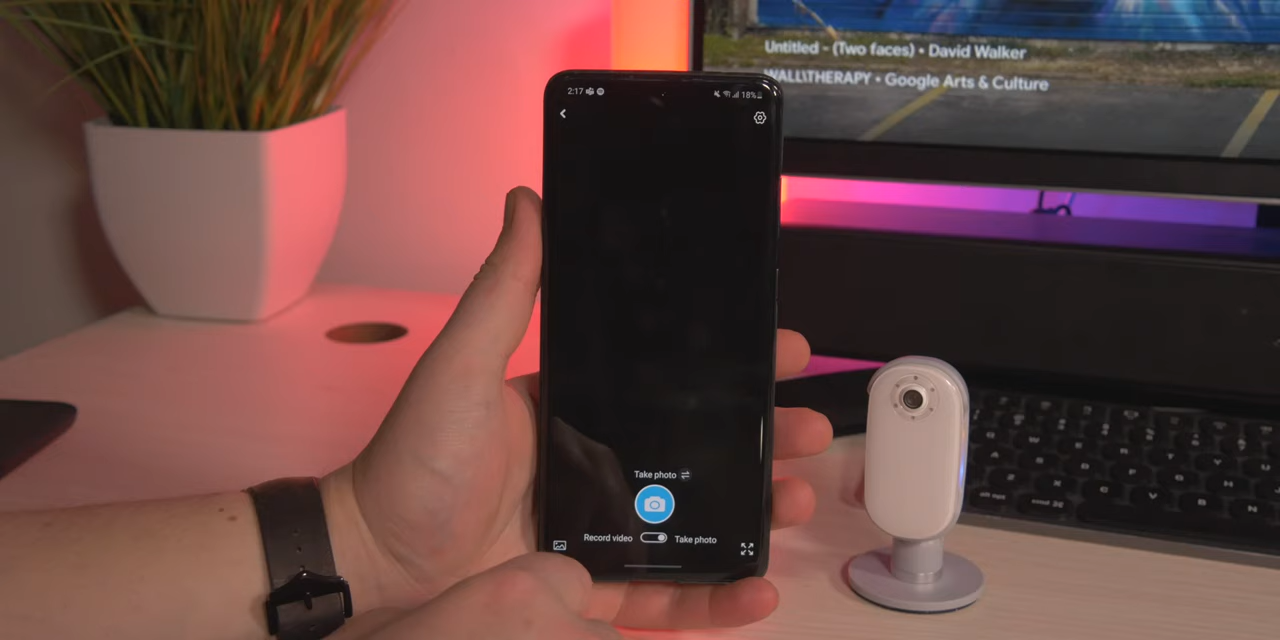 Untitled - (Two faces) • David Walker
WALL\THERAPY • Google Arts & Culture
2:17
18%
Take photo
Record video
Take photo